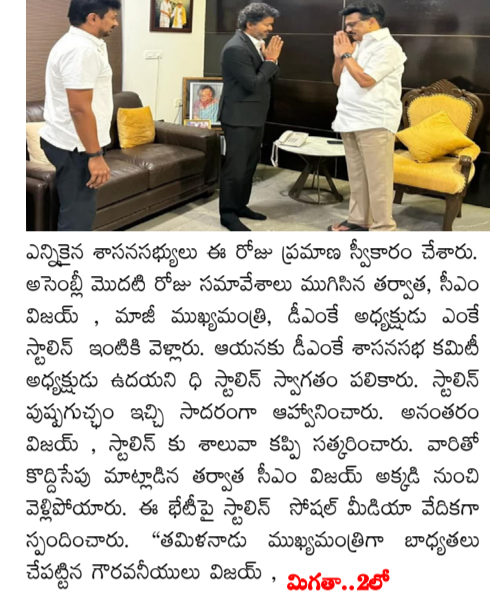 ఎన్నికైన శాసనసభ్యులు ఈ రోజు ప్రమాణ స్వీకారం చేశారు.
అసెంబ్లీ మొదటి రోజు సమావేశాలు ముగిసిన తర్వాత, సీఎం
విజయ్ , మాజీ ముఖ్యమంత్రి, డీఎంకే అధ్యక్షుడు ఎంకే
స్టాలిన్ ఇంటికి వెళ్లారు. ఆయనకు డీఎంకే శాసనసభ కమిటీ
అధ్యక్షుడు ఉదయని ధి స్టాలిన్ స్వాగతం పలికారు. స్టాలిన్
పుష్పగుచ్ఛం ఇచ్చి సాదరంగా ఆహ్వానించారు. అనంతరం
విజయ్ , స్టాలిన్ కు శాలువా కప్పి సత్కరించారు. వారితో
కొద్దిసేపు మాట్లాడిన తర్వాత సీఎం విజయ్ అక్కడి నుంచి
వెళ్లిపోయారు. ఈ భేటీపై స్టాలిన్ సోషల్ మీడియా వేదికగా
స్పందించారు. “తమిళనాడు ముఖ్యమంత్రిగా బాధ్యతలు
చేపట్టిన గౌరవనీయులు విజయ్ , మిగతా..2లో